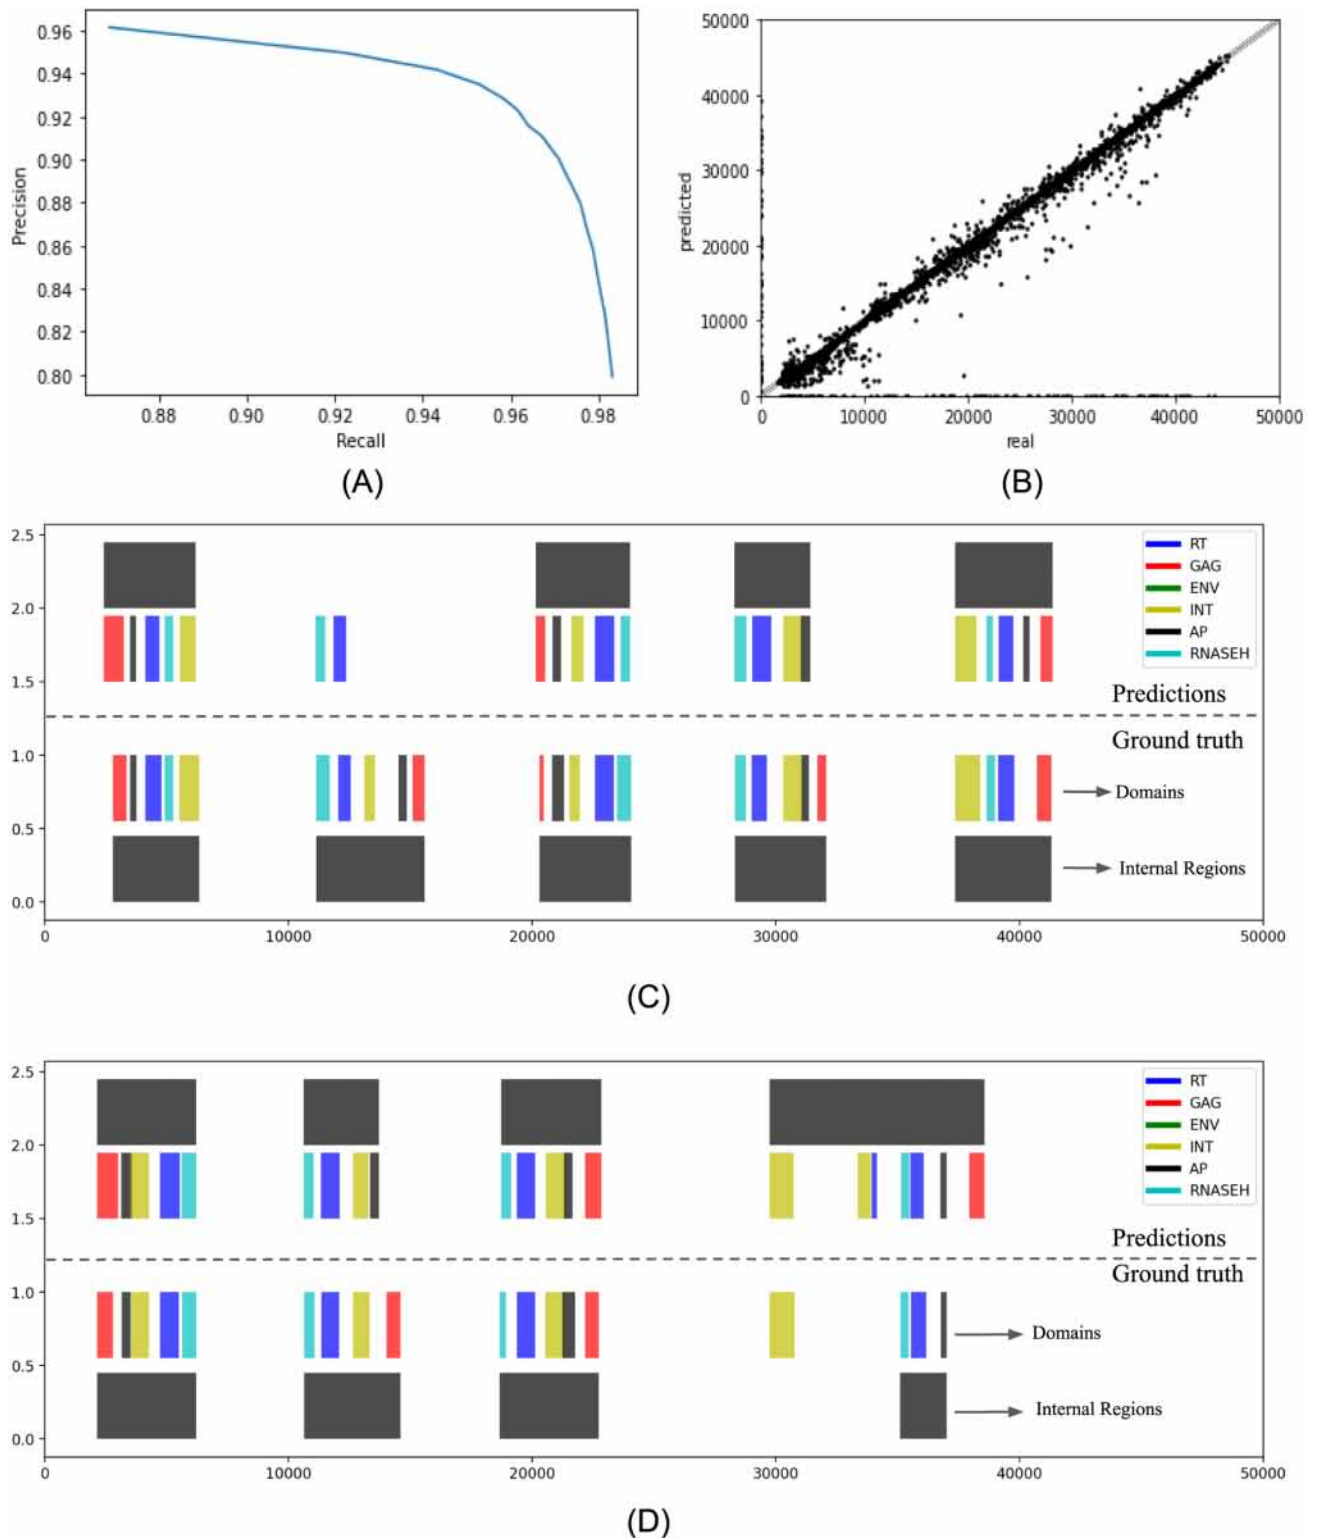 0.96
0.94
0.92
0.90
0.88
0.86
0.84
0.82
0.80
Precision
0.88 0.90 0.92 0.94 0.96 0.98
Recall
(A)
50000
40000
30000
20000
10000
0
predicted
0 10000 20000 30000 40000 50000
real
(B)
2.5
2.0
1.5
1.0
0.5
0.0
RT
GAG
ENV
INT
AP
RNASEH
Predictions
Ground truth
Domains
Internal Regions
0 10000 20000 30000 40000 50000
(C)
2.5
2.0
1.5
1.0
0.5
0.0
RT
GAG
ENV
INT
AP
RNASEH
Predictions
Ground truth
Domains
Internal Regions
0 10000 20000 30000 40000 50000
(D)